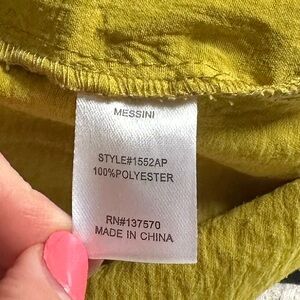 MESSINI
STYLE#1552AP
100%POLYESTER
RN#137570
MADE IN CHINA